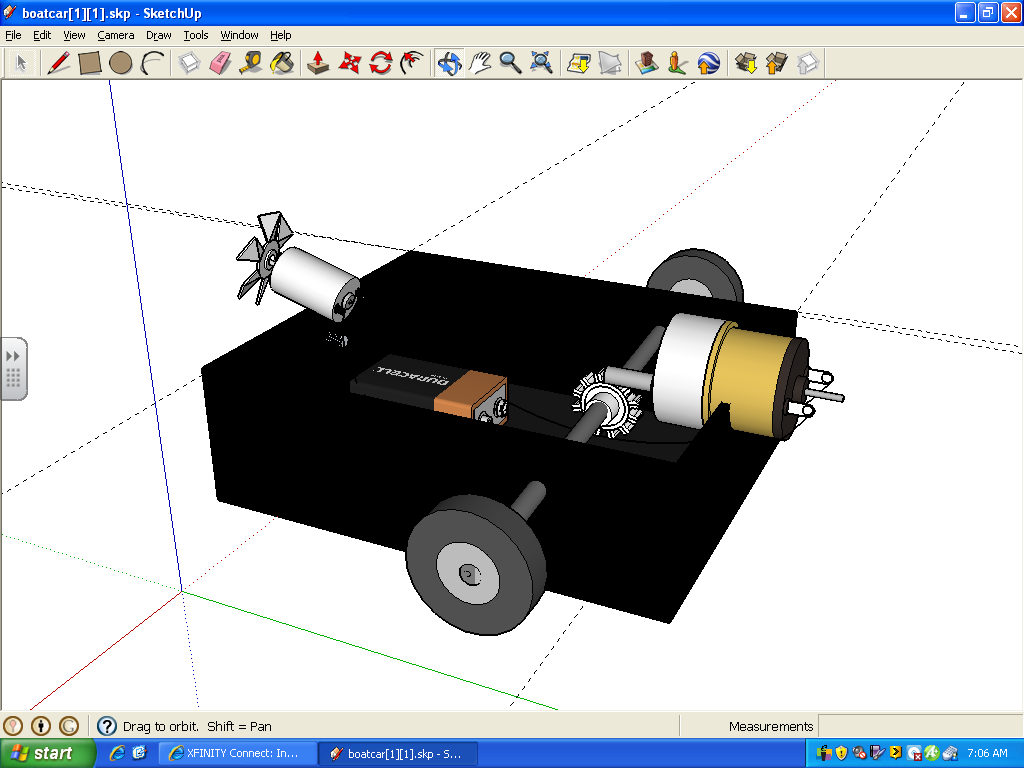 boatcar[1][1].skp - SketchUp
File Edit View Camera Draw Tools Window Help
DURACELL
Drag to orbit. Shift = Pan
Measurements
start
XFINITY Connect: In...
boatcar[1][1].skp - S...
7:06 AM